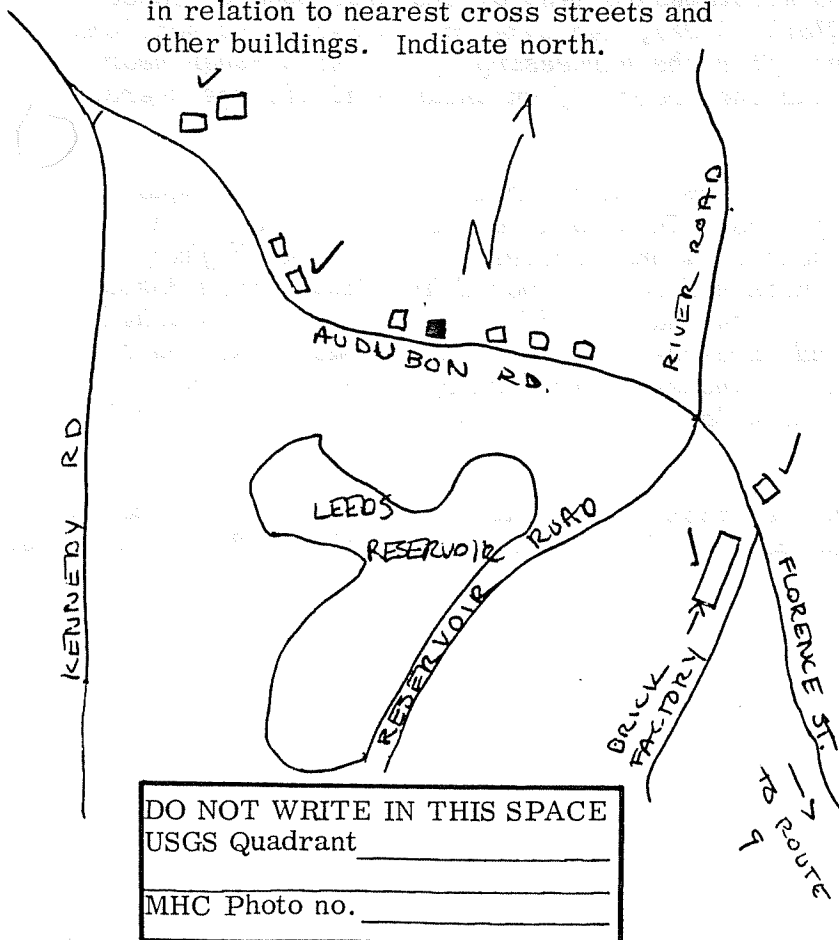 in relation to nearest cross streets and
other buildings. Indicate north.
N
RIVER ROAD
AUDUBON RD.
KENNEDY RD
LEEDS
RESERVOIR
RESERVOIR ROAD
BRICK
FACTORY →
FLORENCE ST.
→
TO ROUTE
9
DO NOT WRITE IN THIS SPACE
USGS Quadrant
MHC Photo no.